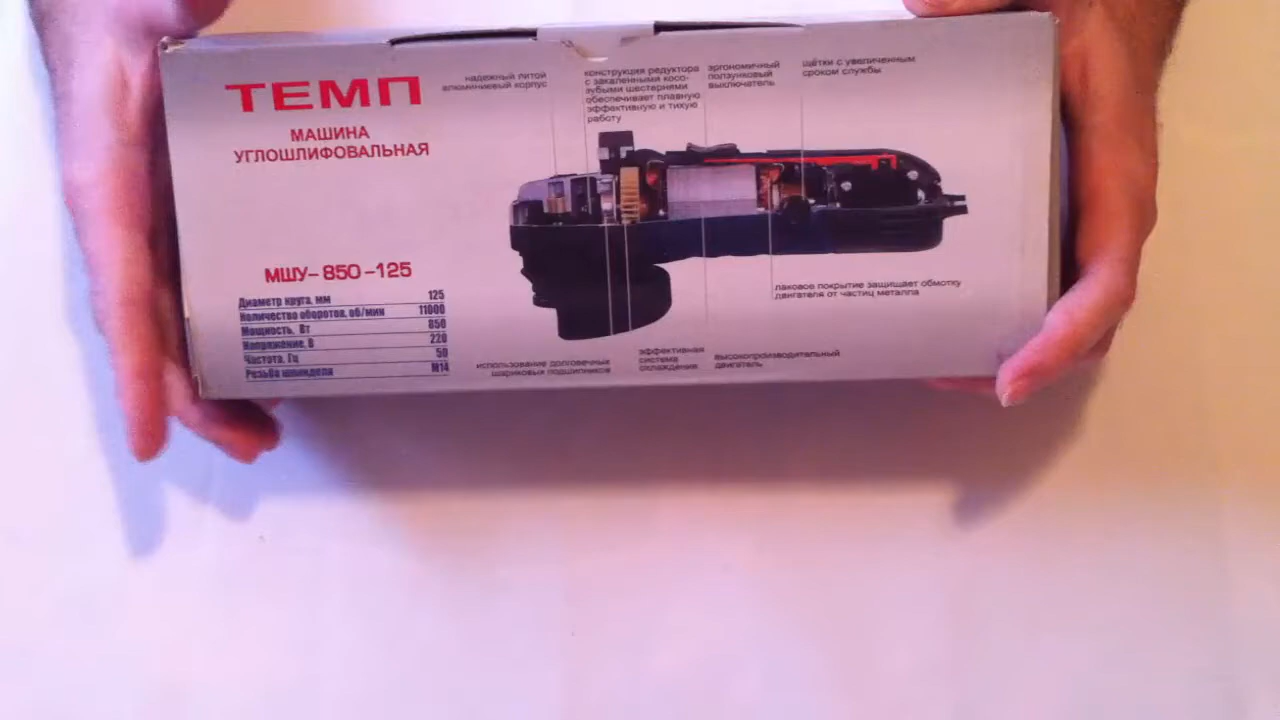 ТЕМП
МАШИНА
УГЛОШЛИФОВАЛЬНАЯ
надежный литой
алюминиевый корпус
конструкция редуктора
с закаленными косо-
зубыми шестернями
обеспечивает плавную
эффективную и тихую
работу
эргономичный
ползунковый
выключатель
щётки с увеличенным
сроком службы
МШУ-850-125
Диаметр круга, мм 125
Количество оборотов, об/мин 11000
Мощность, Вт 850
Напряжение, В 220
Частота, Гц 50
Резьба шпинделя М14
лаковое покрытие защищает обмотку
двигателя от частиц металла
использование долговечных
шариковых подшипников
эффективная
система
охлаждения
высокопроизводительный
двигатель